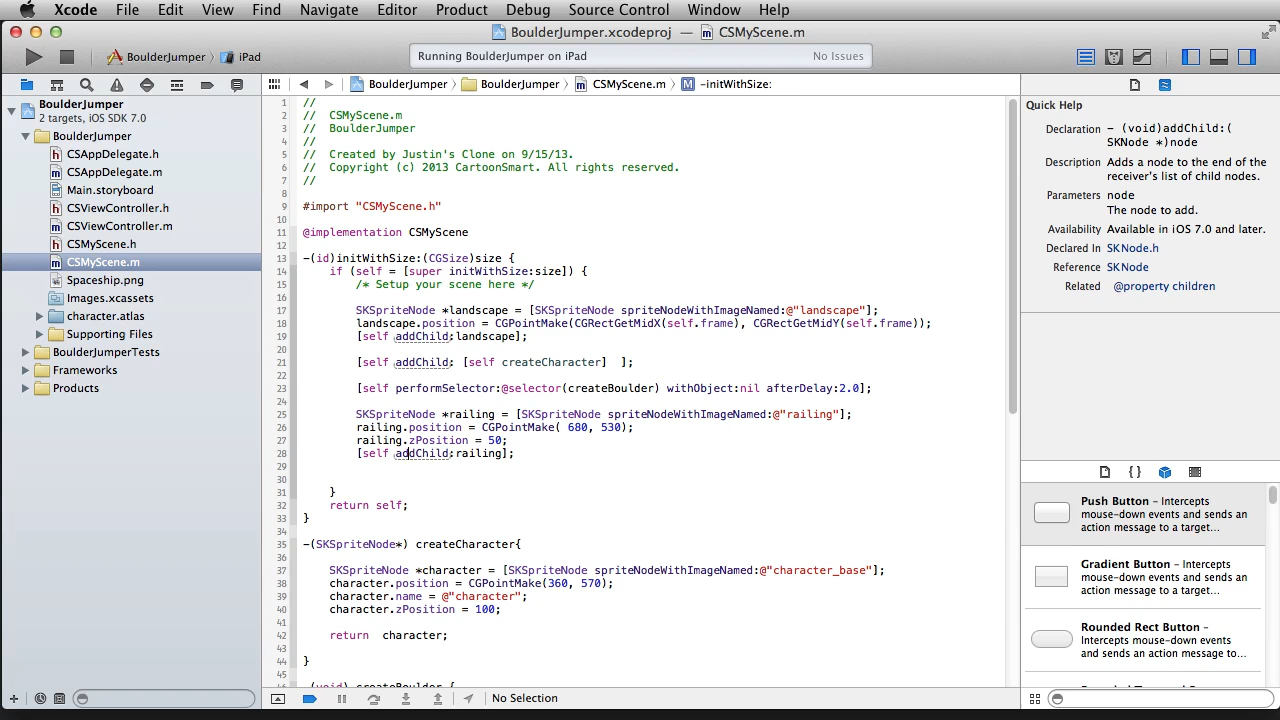 Xcode File Edit View Find Navigate Editor Product Debug Source Control Window Help
BoulderJumper.xcodeproj — CSMyScene.m
BoulderJumper iPad
Running BoulderJumper on iPad No Issues
BoulderJumper BoulderJumper CSMyScene.m M -initWithSize:
BoulderJumper
2 targets, iOS SDK 7.0
BoulderJumper
h CSAppDelegate.h
m CSAppDelegate.m
Main.storyboard
h CSViewController.h
m CSViewController.m
h CSMyScene.h
m CSMyScene.m
Spaceship.png
Images.xcassets
character.atlas
Supporting Files
BoulderJumperTests
Frameworks
Products
1 //
2 // CSMyScene.m
3 // BoulderJumper
4 //
5 // Created by Justin's Clone on 9/15/13.
6 // Copyright (c) 2013 CartoonSmart. All rights reserved.
7 //
8
9 #import "CSMyScene.h"
10
11 @implementation CSMyScene
12
13 -(id)initWithSize:(CGSize)size {
14 if (self = [super initWithSize:size]) {
15 /* Setup your scene here */
16
17 SKSpriteNode *landscape = [SKSpriteNode spriteNodeWithImageNamed:@"landscape"];
18 landscape.position = CGPointMake(CGRectGetMidX(self.frame), CGRectGetMidY(self.frame));
19 [self addChild:landscape];
20
21 [self addChild: [self createCharacter] ];
22
23 [self performSelector:@selector(createBoulder) withObject:nil afterDelay:2.0];
24
25 SKSpriteNode *railing = [SKSpriteNode spriteNodeWithImageNamed:@"railing"];
26 railing.position = CGPointMake( 680, 530);
27 railing.zPosition = 50;
28 [self addChild:railing];
29
30
31 }
32 return self;
33 }
34
35 -(SKSpriteNode*) createCharacter{
36
37 SKSpriteNode *character = [SKSpriteNode spriteNodeWithImageNamed:@"character_base"];
38 character.position = CGPointMake(360, 570);
39 character.name = @"character";
40 character.zPosition = 100;
41
42 return character;
43
44 }
45
46 -(void) createBoulder{
No Selection
Quick Help
Declaration - (void)addChild:(
SKNode *)node
Description Adds a node to the end of the
receiver's list of child nodes.
Parameters node
The node to add.
Availability Available in iOS 7.0 and later.
Declared In SKNode.h
Reference SKNode
Related @property children
{ }
Push Button – Intercepts
mouse-down events and sends an
action message to a target…
Gradient Button – Intercepts
mouse-down events and sends an
action message to a target…
Rounded Rect Button –
Intercepts mouse-down events
and sends an action message to…